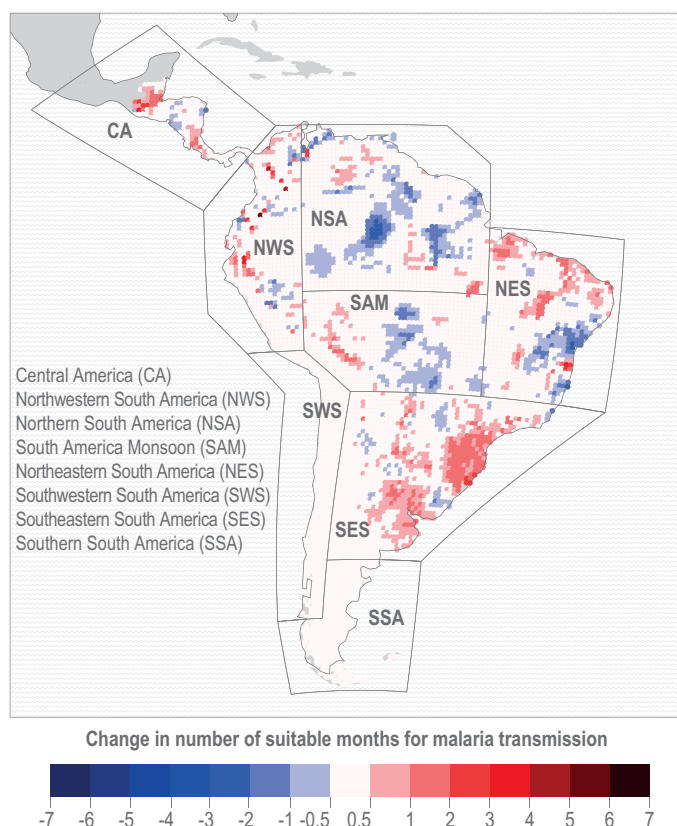 CA
NSA
NWS
NES
SAM
Central America (CA)
Northwestern South America (NWS)
Northern South America (NSA)
South America Monsoon (SAM)
Northeastern South America (NES)
Southwestern South America (SWS)
Southeastern South America (SES)
Southern South America (SSA)
SWS
SES
SSA
Change in number of suitable months for malaria transmission
-7 -6 -5 -4 -3 -2 -1 -0.5 0.5 1 2 3 4 5 6 7